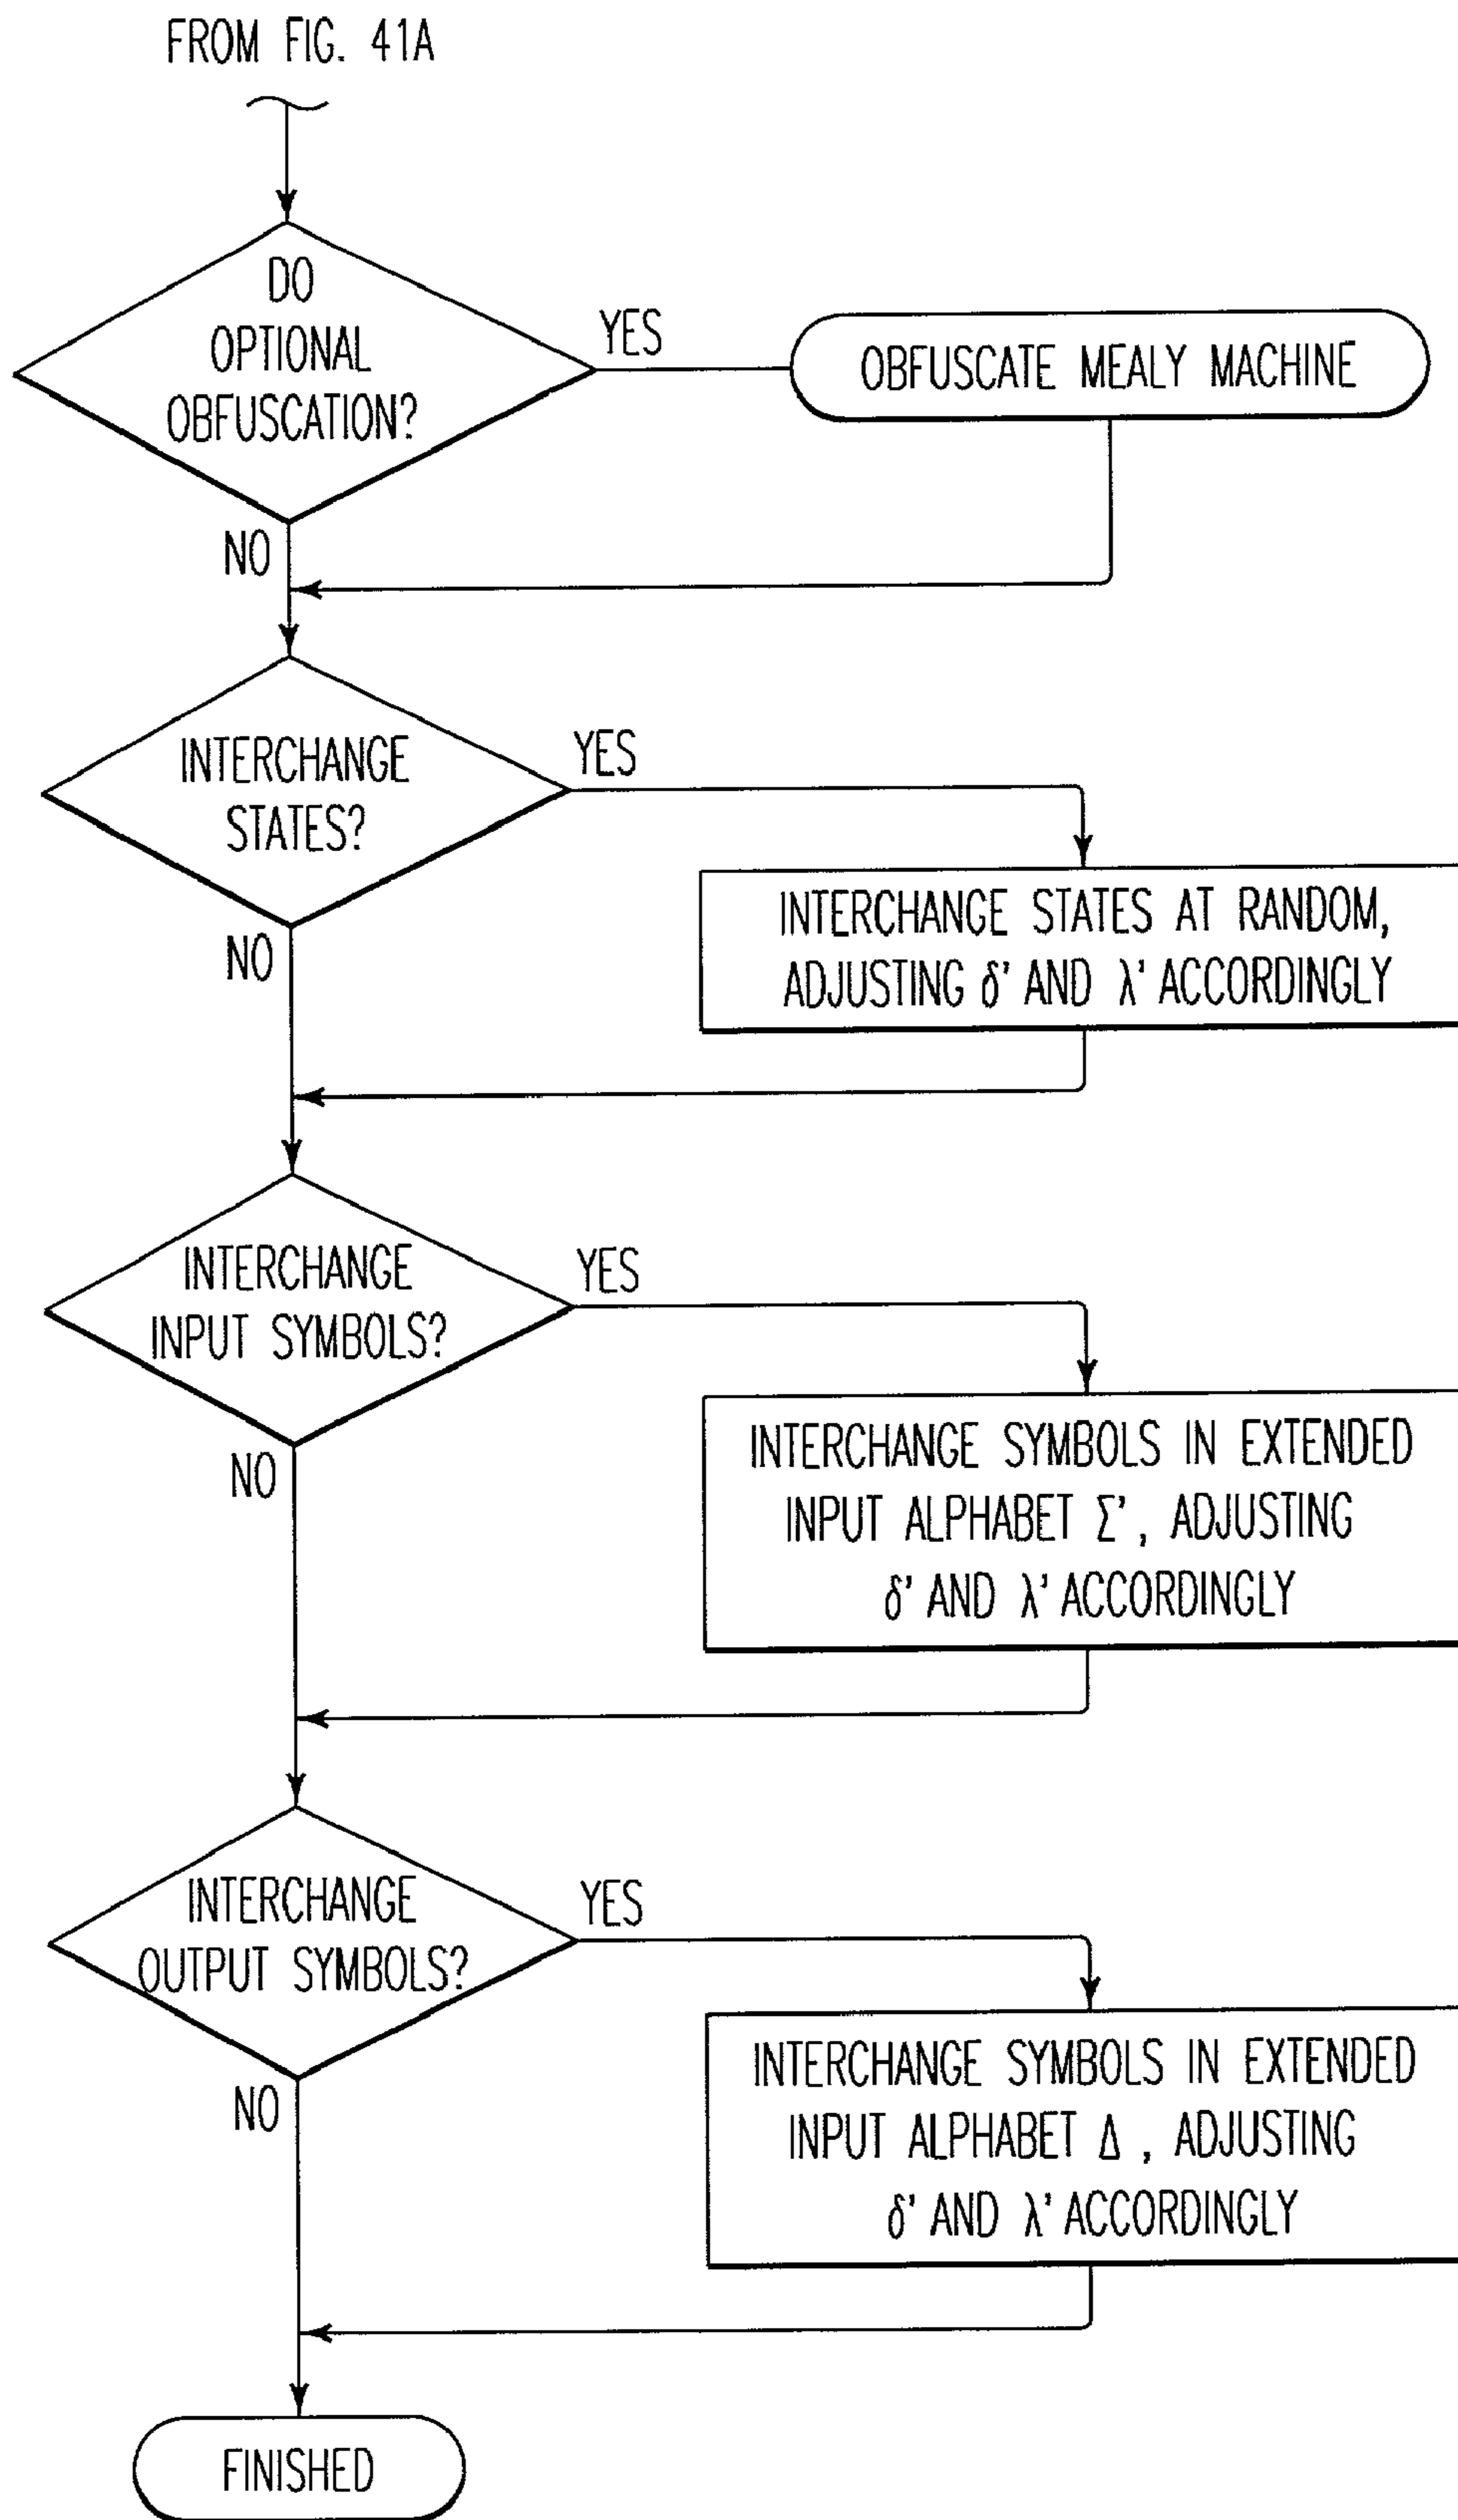 FROM FIG. 41A
DO
OPTIONAL
OBFUSCATION?
YES
OBFUSCATE MEALY MACHINE
NO
INTERCHANGE
STATES?
YES
INTERCHANGE STATES AT RANDOM,
ADJUSTING δ' AND λ' ACCORDINGLY
NO
INTERCHANGE
INPUT SYMBOLS?
YES
INTERCHANGE SYMBOLS IN EXTENDED
INPUT ALPHABET Σ', ADJUSTING
δ' AND λ' ACCORDINGLY
NO
INTERCHANGE
OUTPUT SYMBOLS?
YES
INTERCHANGE SYMBOLS IN EXTENDED
INPUT ALPHABET Δ , ADJUSTING
δ' AND λ' ACCORDINGLY
NO
FINISHED